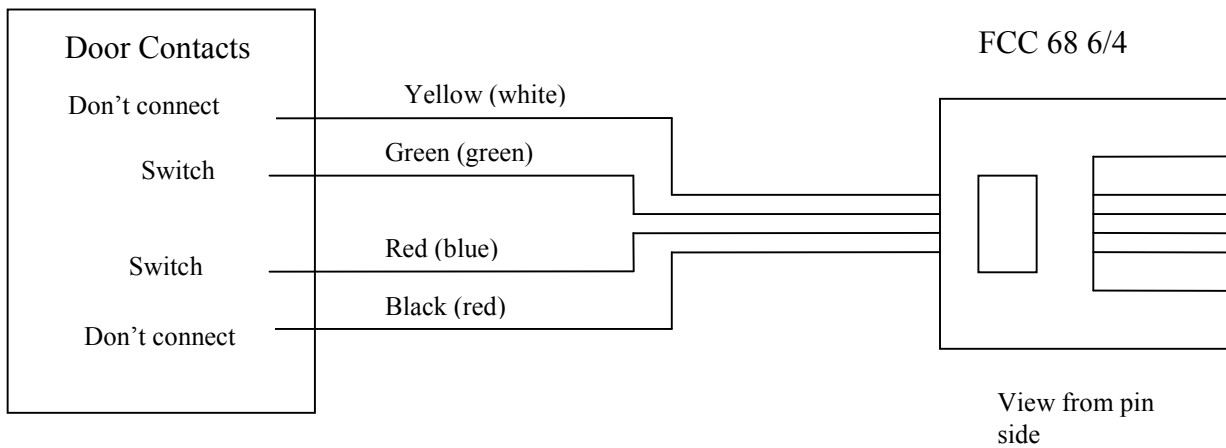 Door Contacts
FCC 68 6/4
Don’t connect
Yellow (white)
Switch
Green (green)
Switch
Red (blue)
Don’t connect
Black (red)
View from pin
side